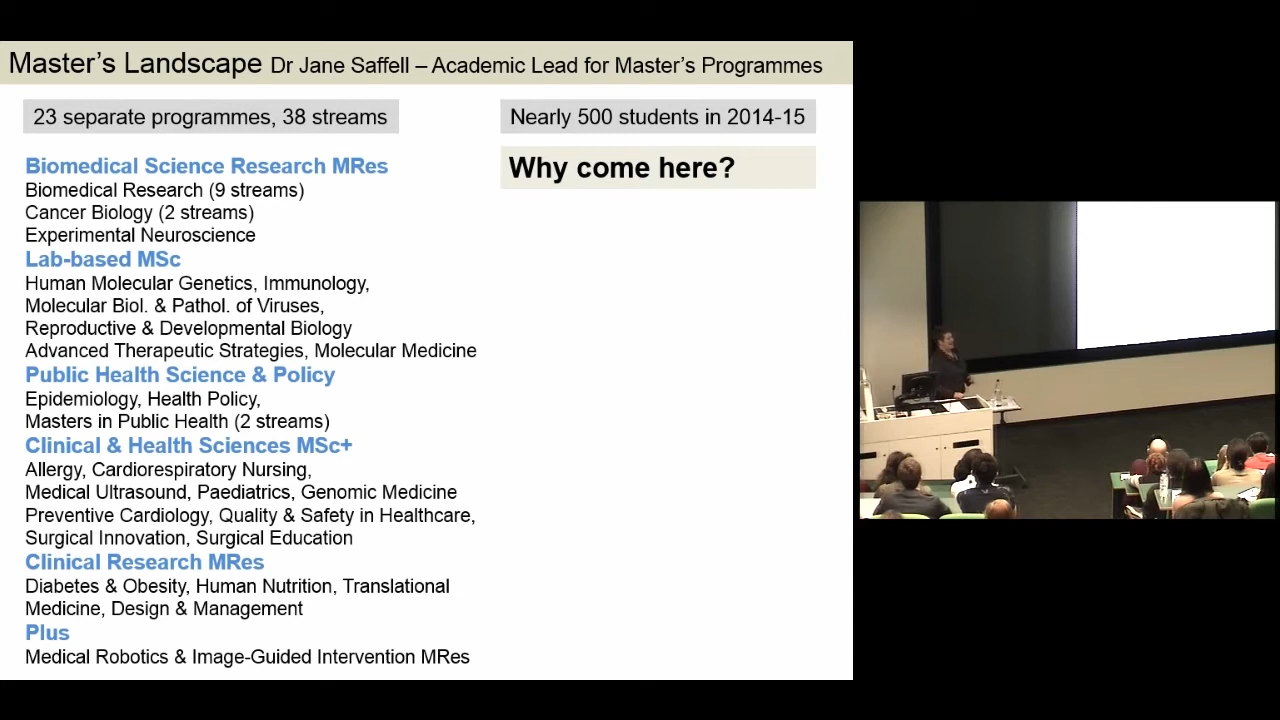 Master's Landscape Dr Jane Saffell – Academic Lead for Master's Programmes
23 separate programmes, 38 streams
Biomedical Science Research MRes
Biomedical Research (9 streams)
Cancer Biology (2 streams)
Experimental Neuroscience
Lab-based MSc
Human Molecular Genetics, Immunology,
Molecular Biol. & Pathol. of Viruses,
Reproductive & Developmental Biology
Advanced Therapeutic Strategies, Molecular Medicine
Public Health Science & Policy
Epidemiology, Health Policy,
Masters in Public Health (2 streams)
Clinical & Health Sciences MSc+
Allergy, Cardiorespiratory Nursing,
Medical Ultrasound, Paediatrics, Genomic Medicine
Preventive Cardiology, Quality & Safety in Healthcare,
Surgical Innovation, Surgical Education
Clinical Research MRes
Diabetes & Obesity, Human Nutrition, Translational
Medicine, Design & Management
Plus
Medical Robotics & Image-Guided Intervention MRes
Nearly 500 students in 2014-15
Why come here?